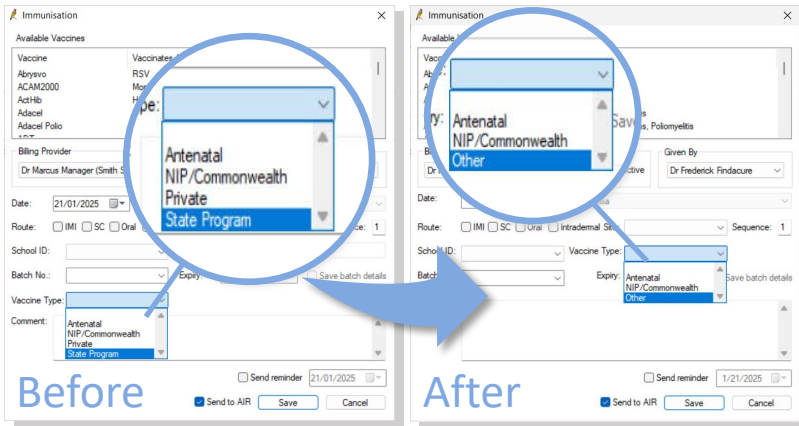 Immunisation
Available Vaccines
Vaccine
Vaccinates
Abrysvo
RSV
ACAM2000
ActHib
Adacel
Adacel Polio
pe:
Antenatal
NIP/Commonwealth
Private
State Program
Billing Provider
Dr Marcus Manager (Smith S
Date:
21/01/2025
Route:
IMI
SC
Oral
1
School ID:
Batch No.:
Expiry:
Save batch details
Vaccine Type:
Comment:
Antenatal
NIP/Commonwealth
Private
State Program
Send reminder
21/01/2025
Before
Send to AIR
Save
Cancel
Immunisation
Antenatal
NIP/Commonwealth
Other
Save
s, Poliomyelitis
Given By
Dr Frederick Findacure
Date:
Route:
IMI
SC
Oral
Intradermal
Sequence:
1
School ID:
Vaccine Type:
Batch
Expiry:
Save batch details
Antenatal
NIP/Commonwealth
Other
Send reminder
1/21/2025
After
Send to AIR
Save
Cancel